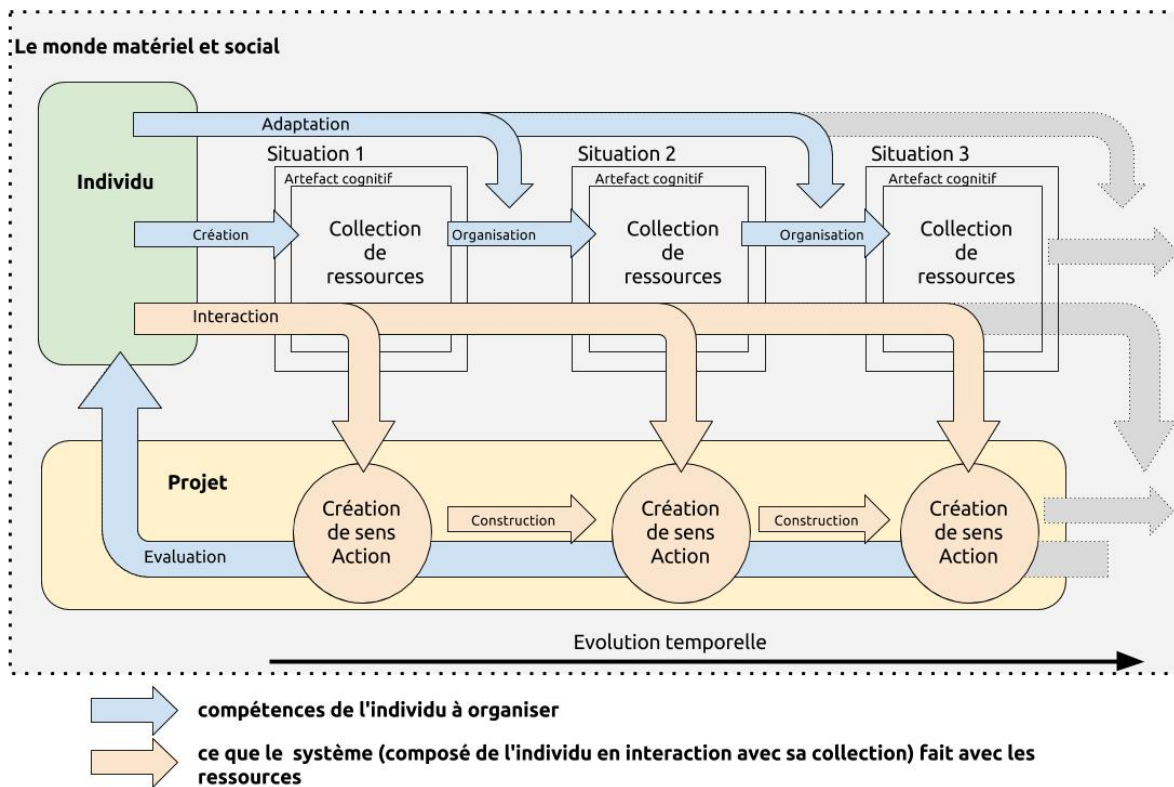 Le monde matériel et social
Adaptation
Situation 1
Situation 2
Situation 3
Artefact cognitif
Artefact cognitif
Artefact cognitif
Individu
Création
Collection
de
ressources
Organisation
Collection
de
ressources
Organisation
Collection
de
ressources
Interaction
Projet
Création
de sens
Action
Construction
Création
de sens
Action
Construction
Création
de sens
Action
Evaluation
Evolution temporelle
compétences de l'individu à organiser
ce que le système (composé de l'individu en interaction avec sa collection) fait avec les
ressources